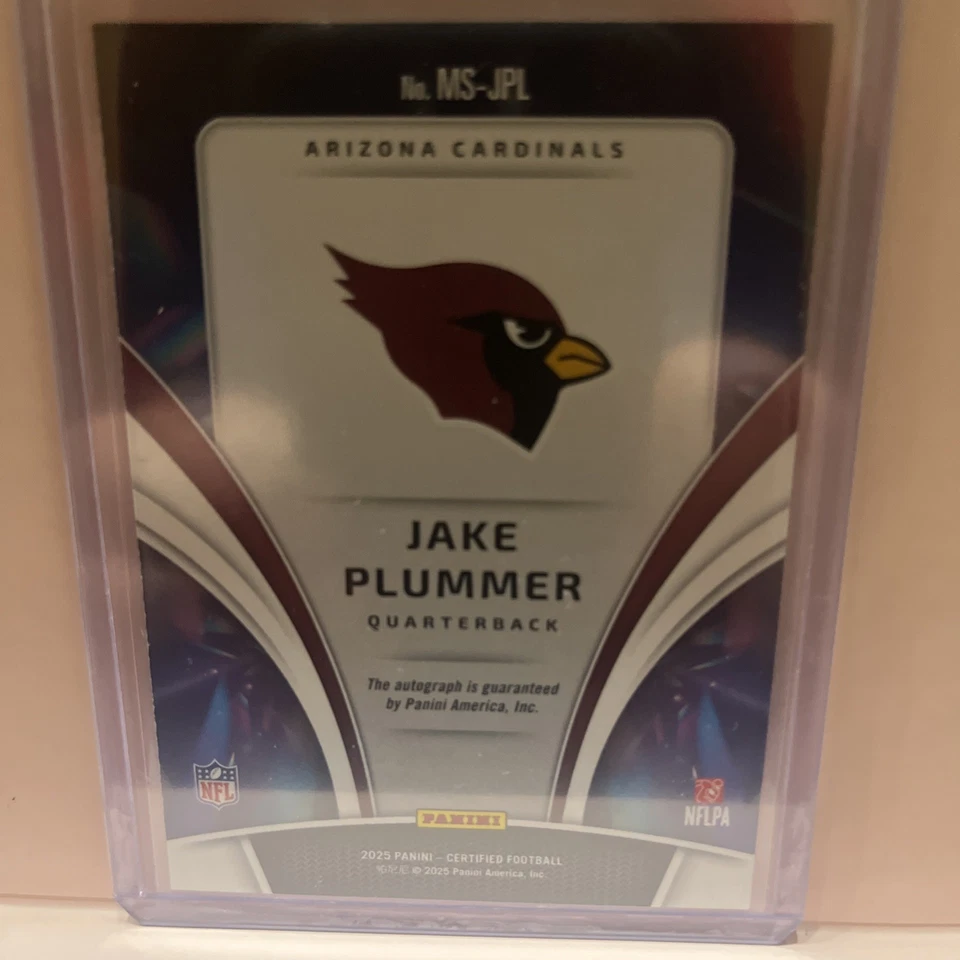 No. MS-JPL
ARIZONA CARDINALS
JAKE
PLUMMER
QUARTERBACK
The autograph is guaranteed
by Panini America, Inc.
NFL
NFLPA
PANINI
2025 PANINI – CERTIFIED FOOTBALL
© 2025 Panini America, Inc.